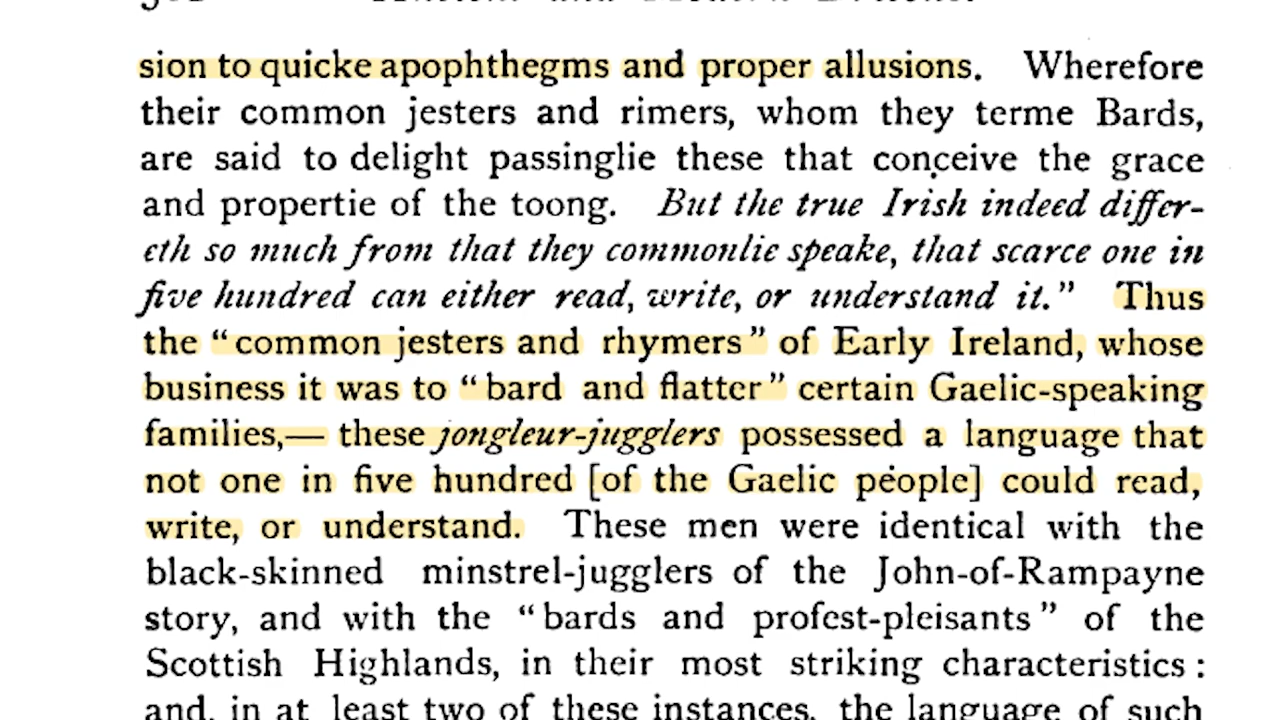 sion to quicke apophthegms and proper allusions. Wherefore
their common jesters and rimers, whom they terme Bards,
are said to delight passinglie these that conceive the grace
and propertie of the toong. But the true Irish indeed differ-
eth so much from that they commonlie speake, that scarce one in
five hundred can either read, write, or understand it." Thus
the "common jesters and rhymers" of Early Ireland, whose
business it was to "bard and flatter" certain Gaelic-speaking
families,— these jongleur-jugglers possessed a language that
not one in five hundred [of the Gaelic people] could read,
write, or understand. These men were identical with the
black-skinned minstrel-jugglers of the John-of-Rampayne
story, and with the "bards and profest-pleisants" of the
Scottish Highlands, in their most striking characteristics:
and, in at least two of these instances, the language of such